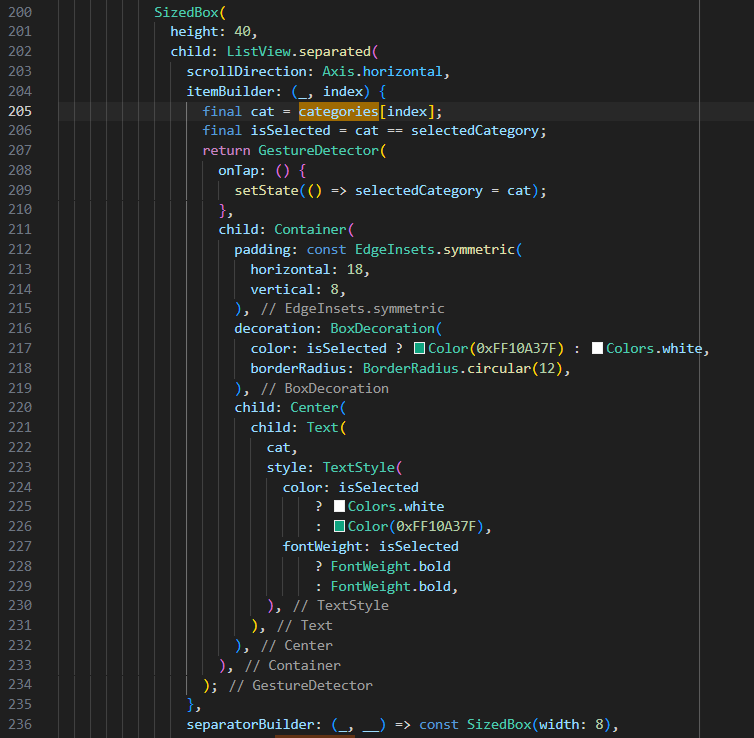 200 SizedBox(
201 height: 40,
202 child: ListView.separated(
203 scrollDirection: Axis.horizontal,
204 itemBuilder: (_, index) {
205 final cat = categories[index];
206 final isSelected = cat == selectedCategory;
207 return GestureDetector(
208 onTap: () {
209 setState(() => selectedCategory = cat);
210 },
211 child: Container(
212 padding: const EdgeInsets.symmetric(
213 horizontal: 18,
214 vertical: 8,
215 ), // EdgeInsets.symmetric
216 decoration: BoxDecoration(
217 color: isSelected ? Color(0xFF10A37F) : Colors.white,
218 borderRadius: BorderRadius.circular(12),
219 ), // BoxDecoration
220 child: Center(
221 child: Text(
222 cat,
223 style: TextStyle(
224 color: isSelected
225 ? Colors.white
226 : Color(0xFF10A37F),
227 fontWeight: isSelected
228 ? FontWeight.bold
229 : FontWeight.bold,
230 ), // TextStyle
231 ), // Text
232 ), // Center
233 ), // Container
234 ); // GestureDetector
235 },
236 separatorBuilder: (_, __) => const SizedBox(width: 8),